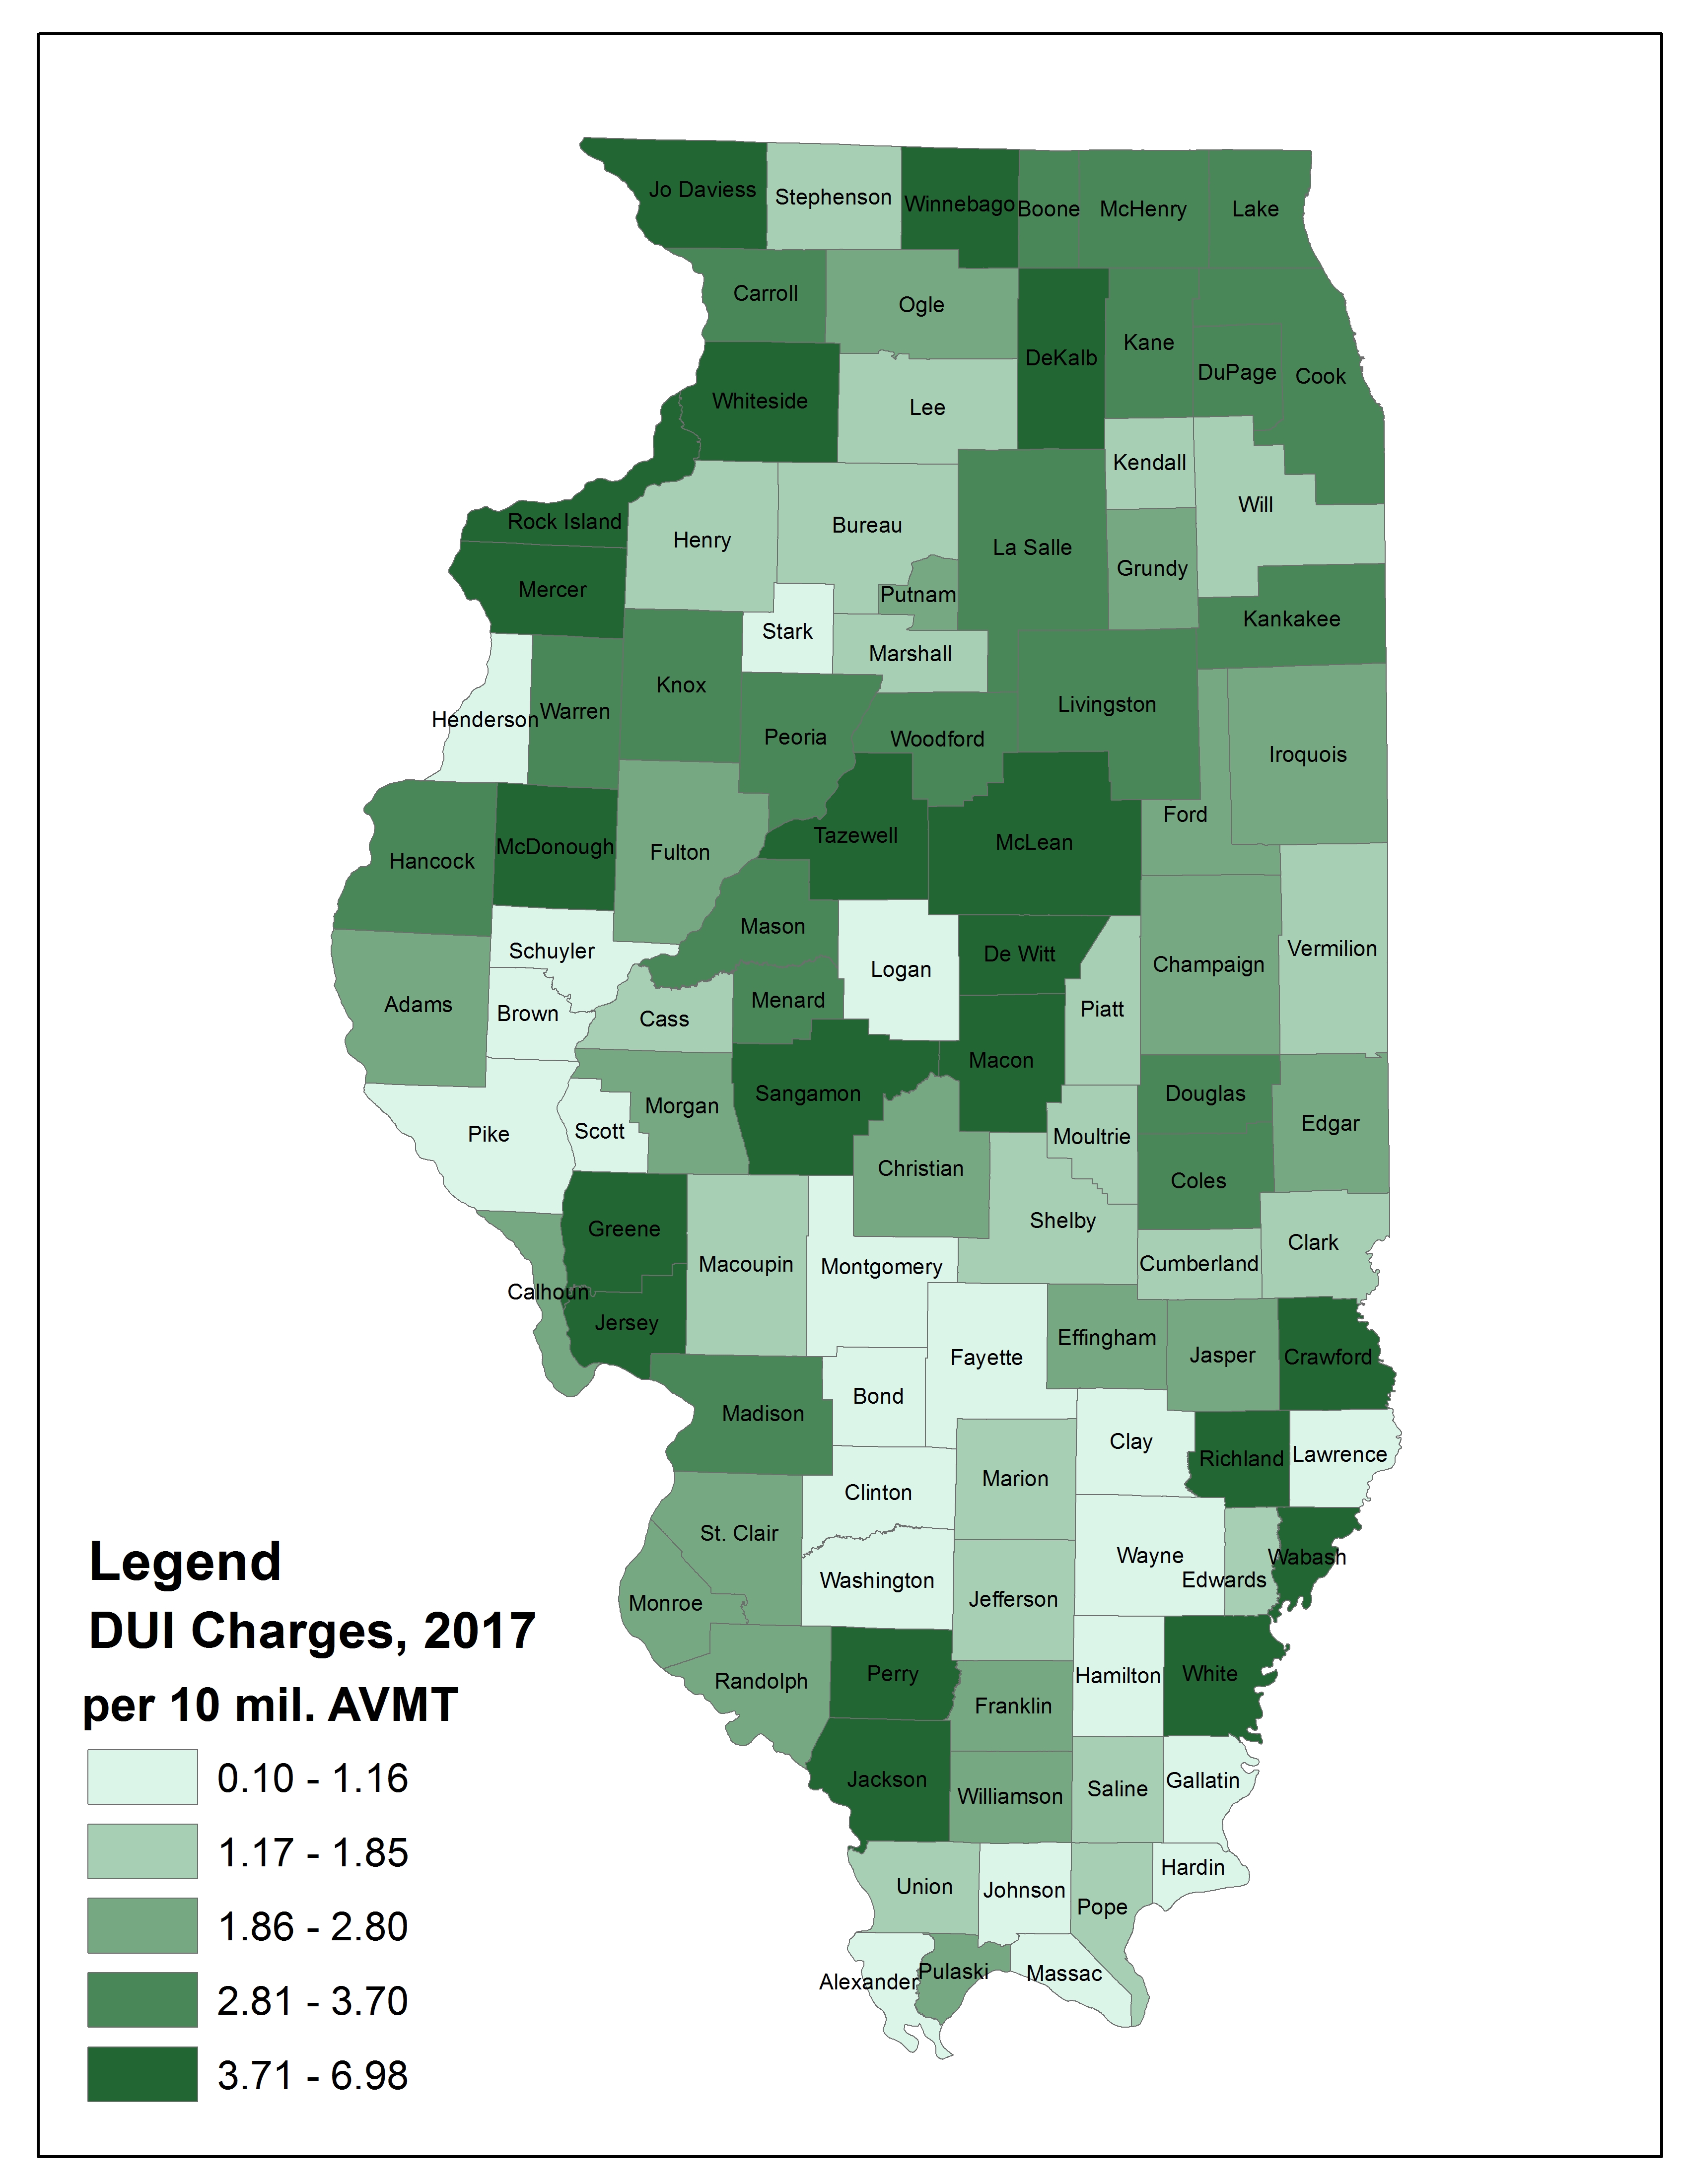 Jo Daviess
Stephenson
Winnebago
Boone
McHenry
Lake
Carroll
Ogle
DeKalb
Kane
DuPage
Cook
Whiteside
Lee
Kendall
Will
Rock Island
Henry
Bureau
La Salle
Grundy
Mercer
Putnam
Kankakee
Stark
Marshall
Henderson
Warren
Knox
Peoria
Woodford
Livingston
Iroquois
Ford
Hancock
McDonough
Fulton
Tazewell
McLean
Mason
Schuyler
Logan
De Witt
Champaign
Vermilion
Adams
Brown
Cass
Menard
Piatt
Macon
Pike
Scott
Morgan
Sangamon
Christian
Moultrie
Douglas
Edgar
Coles
Shelby
Greene
Macoupin
Montgomery
Cumberland
Clark
Calhoun
Jersey
Fayette
Effingham
Jasper
Crawford
Madison
Bond
Clay
Richland
Lawrence
Marion
Clinton
St. Clair
Washington
Wayne
Edwards
Wabash
Monroe
Jefferson
Randolph
Perry
Franklin
Hamilton
White
Jackson
Williamson
Saline
Gallatin
Union
Johnson
Pope
Hardin
Alexander
Pulaski
Massac
Legend
DUI Charges, 2017
per 10 mil. AVMT
0.10 - 1.16
1.17 - 1.85
1.86 - 2.80
2.81 - 3.70
3.71 - 6.98